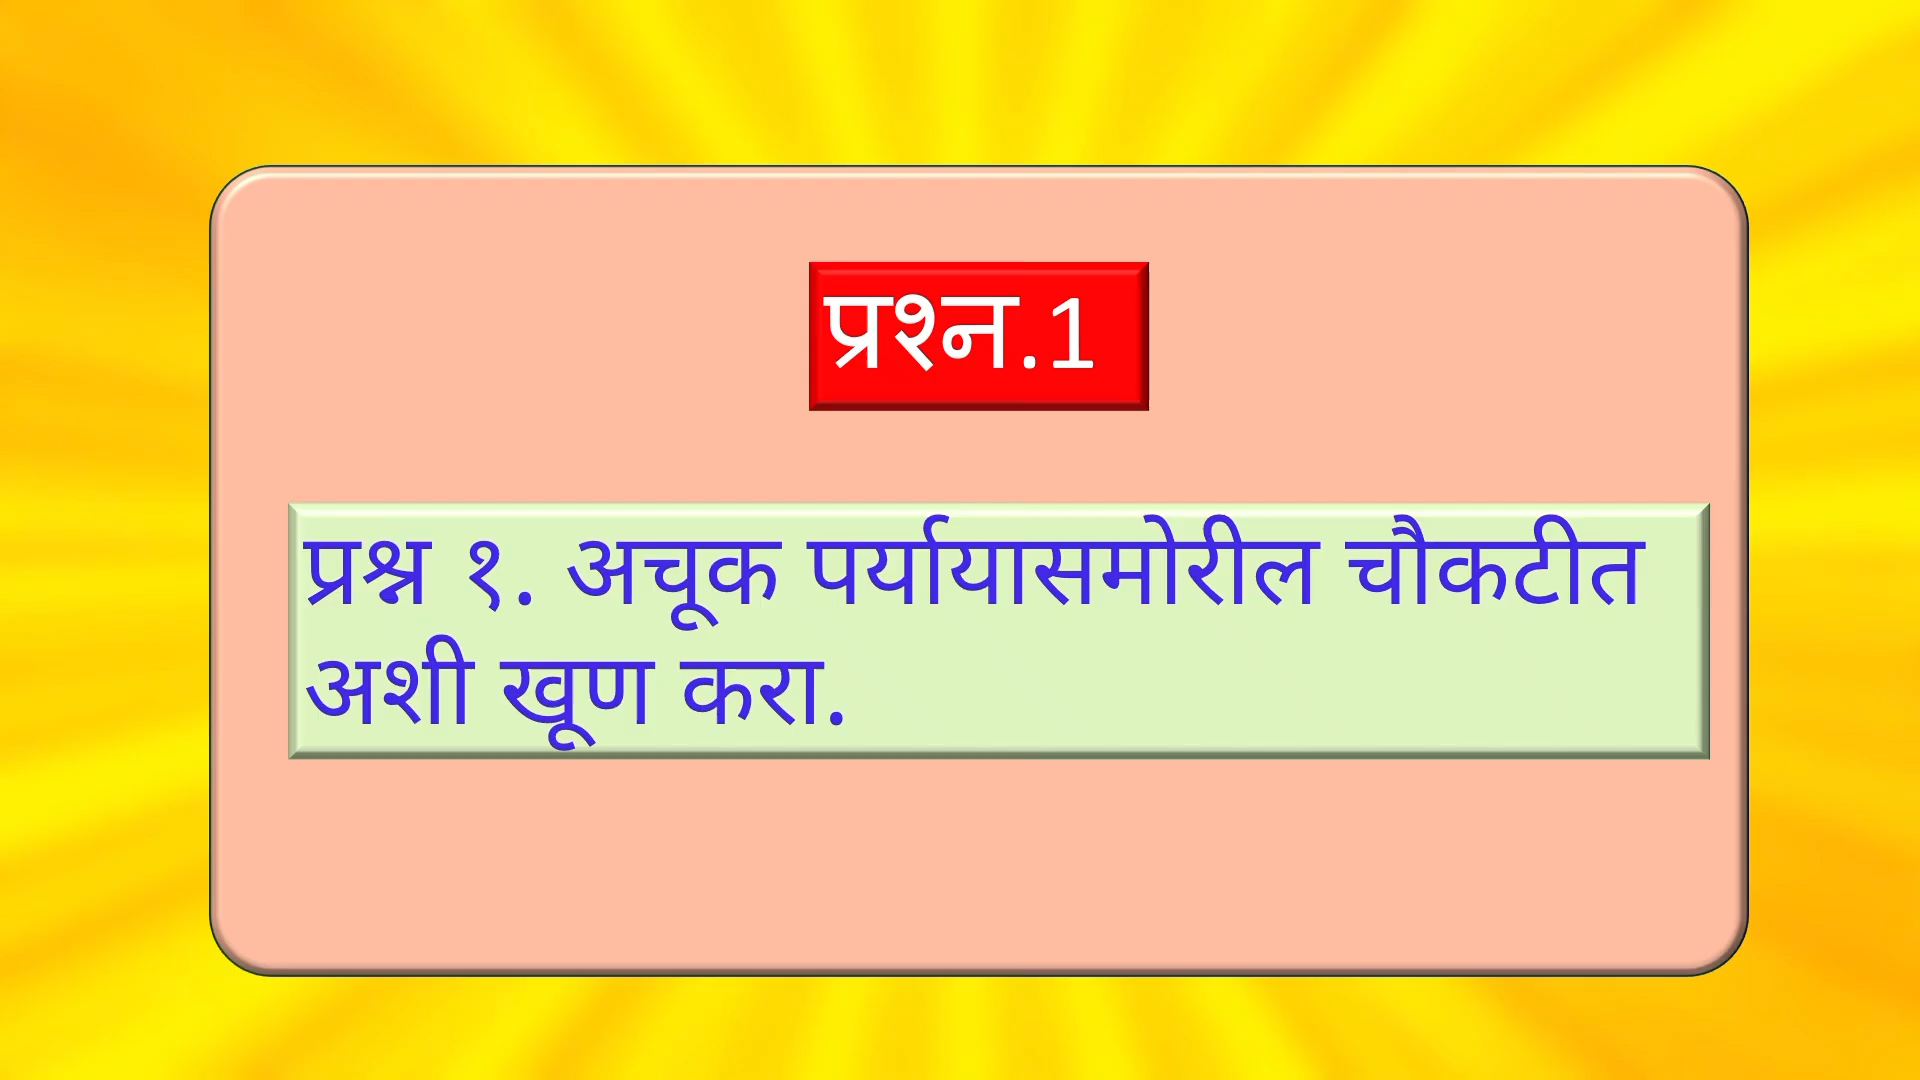 प्रश्न.1
प्रश्न १. अचूक पर्यायासमोरील चौकटीत
अशी खूण करा.